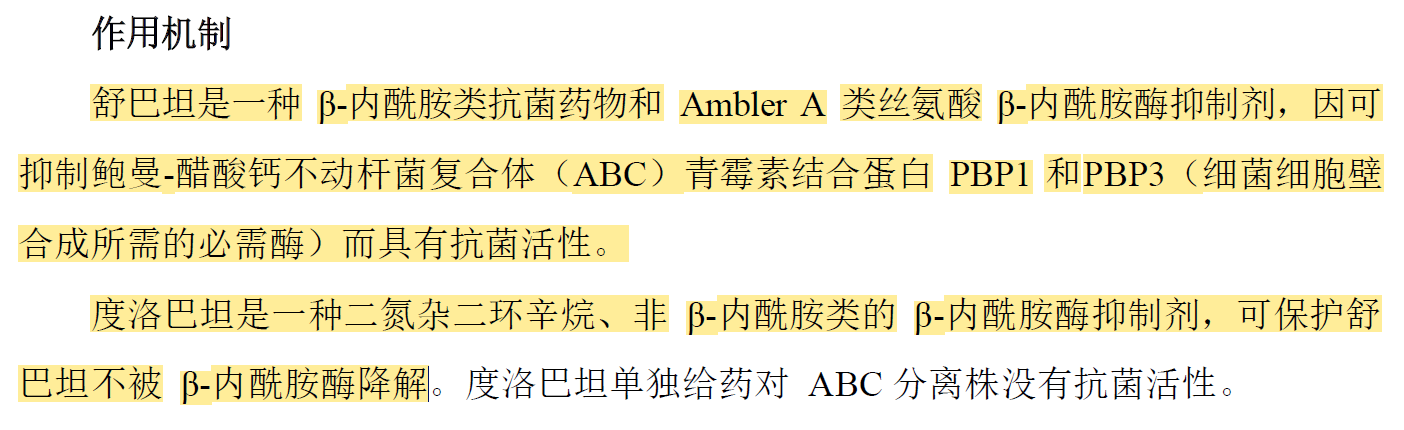 作用机制
舒巴坦是一种 β-内酰胺类抗菌药物和 Ambler A 类丝氨酸 β-内酰胺酶抑制剂，因可
抑制鲍曼-醋酸钙不动杆菌复合体（ABC）青霉素结合蛋白 PBP1 和PBP3（细菌细胞壁
合成所需的必需酶）而具有抗菌活性。
度洛巴坦是一种二氮杂二环辛烷、非 β-内酰胺类的 β-内酰胺酶抑制剂，可保护舒
巴坦不被 β-内酰胺酶降解。度洛巴坦单独给药对 ABC 分离株没有抗菌活性。